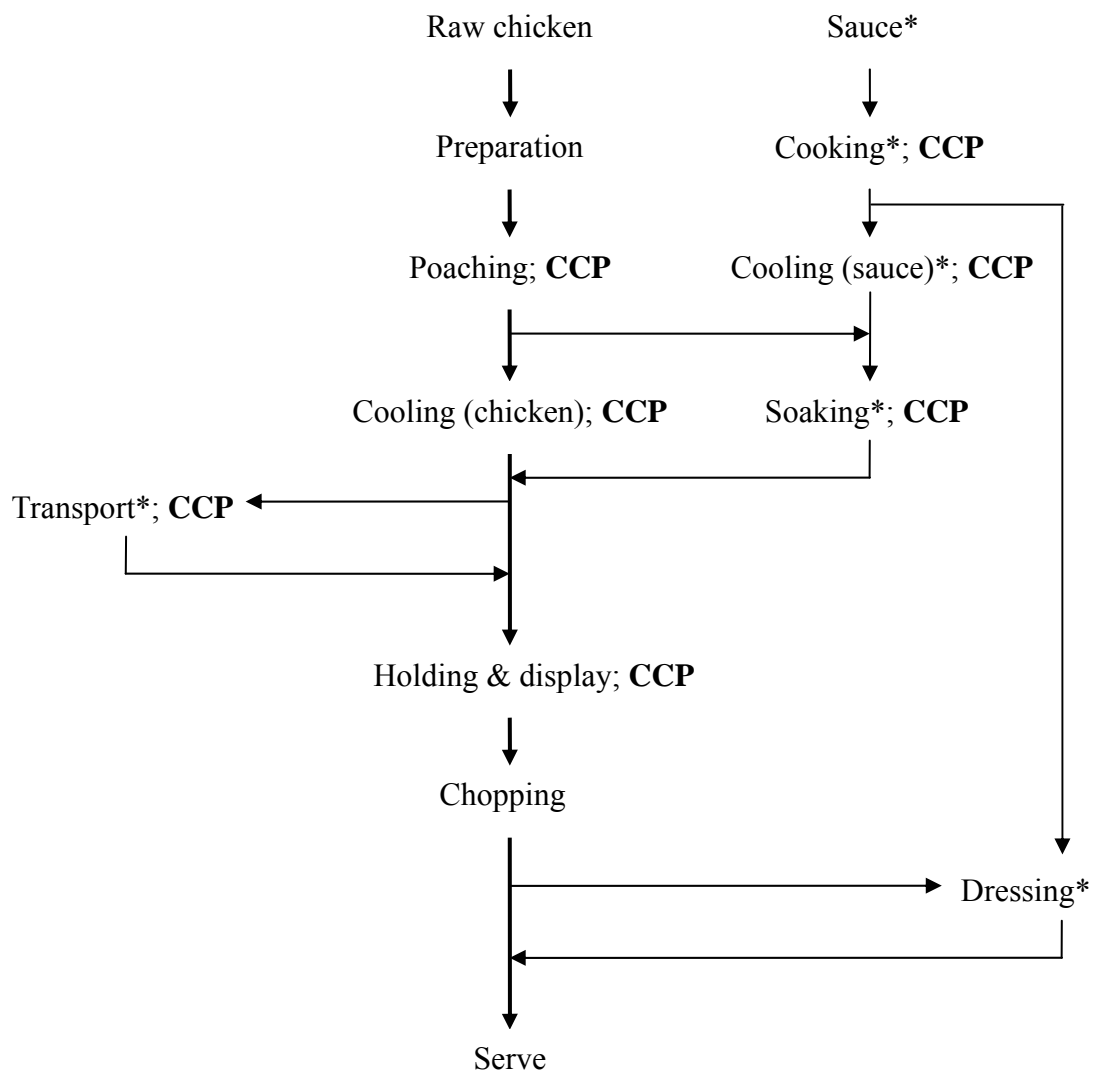 Raw chicken
Sauce*
Preparation
Cooking*; CCP
Poaching; CCP
Cooling (sauce)*; CCP
Cooling (chicken); CCP
Soaking*; CCP
Transport*; CCP
Holding & display; CCP
Chopping
Dressing*
Serve